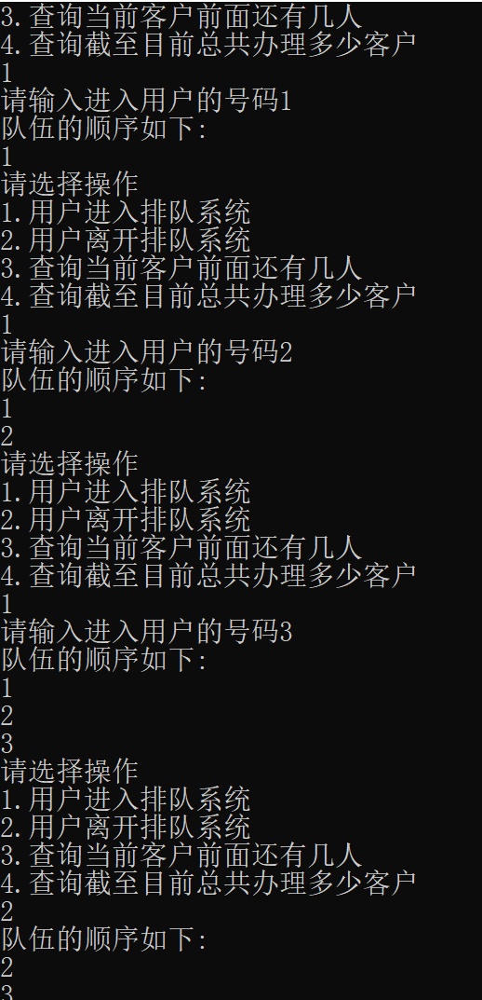 3.查询当前客户前面还有几人
4.查询截至目前总共办理多少客户
1
请输入进入用户的号码1
队伍的顺序如下:
1
请选择操作
1.用户进入排队系统
2.用户离开排队系统
3.查询当前客户前面还有几人
4.查询截至目前总共办理多少客户
1
请输入进入用户的号码2
队伍的顺序如下:
1
2
请选择操作
1.用户进入排队系统
2.用户离开排队系统
3.查询当前客户前面还有几人
4.查询截至目前总共办理多少客户
1
请输入进入用户的号码3
队伍的顺序如下:
1
2
3
请选择操作
1.用户进入排队系统
2.用户离开排队系统
3.查询当前客户前面还有几人
4.查询截至目前总共办理多少客户
2
队伍的顺序如下:
2
3